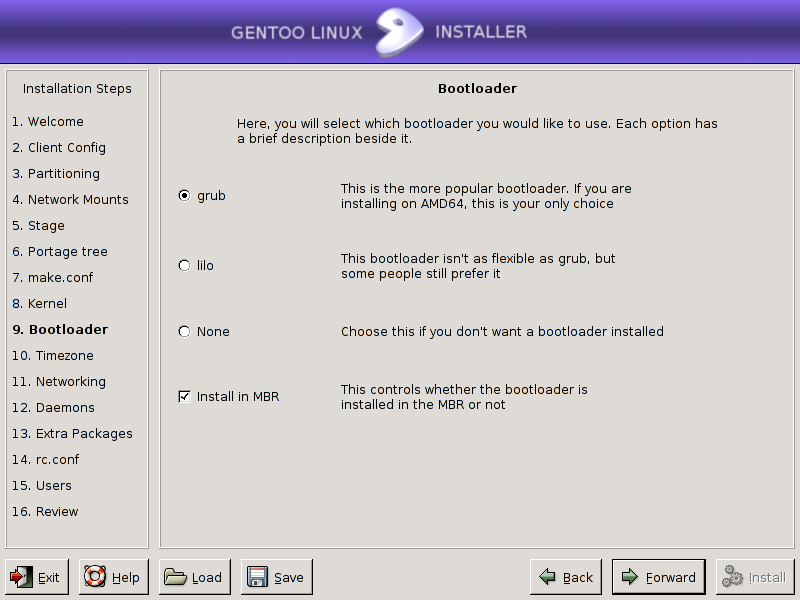 GENTOO LINUX INSTALLER
Installation Steps
1. Welcome
2. Client Config
3. Partitioning
4. Network Mounts
5. Stage
6. Portage tree
7. make.conf
8. Kernel
9. Bootloader
10. Timezone
11. Networking
12. Daemons
13. Extra Packages
14. rc.conf
15. Users
16. Review
Bootloader
Here, you will select which bootloader you would like to use. Each option has
a brief description beside it.
grub
This is the more popular bootloader. If you are
installing on AMD64, this is your only choice
lilo
This bootloader isn't as flexible as grub, but
some people still prefer it
None
Choose this if you don't want a bootloader installed
Install in MBR
This controls whether the bootloader is
installed in the MBR or not
Exit
Help
Load
Save
Back
Forward
Install